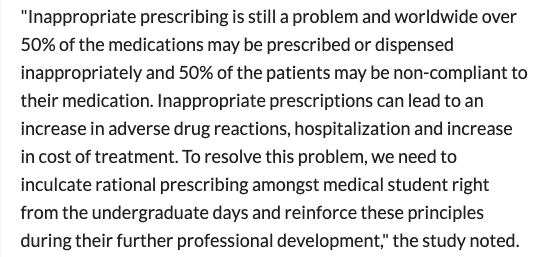 "Inappropriate prescribing is still a problem and worldwide over
50% of the medications may be prescribed or dispensed
inappropriately and 50% of the patients may be non-compliant to
their medication. Inappropriate prescriptions can lead to an
increase in adverse drug reactions, hospitalization and increase
in cost of treatment. To resolve this problem, we need to
inculcate rational prescribing amongst medical student right
from the undergraduate days and reinforce these principles
during their further professional development," the study noted.